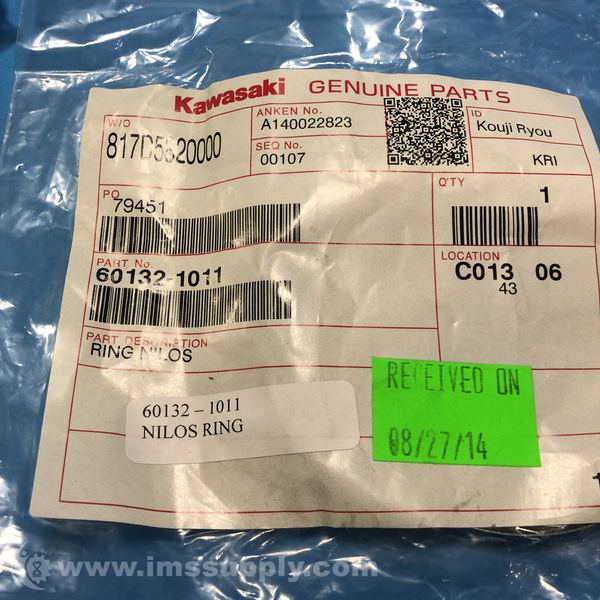 Kawasaki GENUINE PARTS
W/O
817D5620000
ANKEN No.
A140022823
SEQ No.
00107
ID
Kouji Ryou
KRI
PO
79451
Q'TY
1
PART No.
60132-1011
LOCATION
C013 06
43
PART DESCRIPTION
RING NILOS
60132 – 1011
NILOS RING
RECEIVED ON
08/27/14
www.imssupply.com